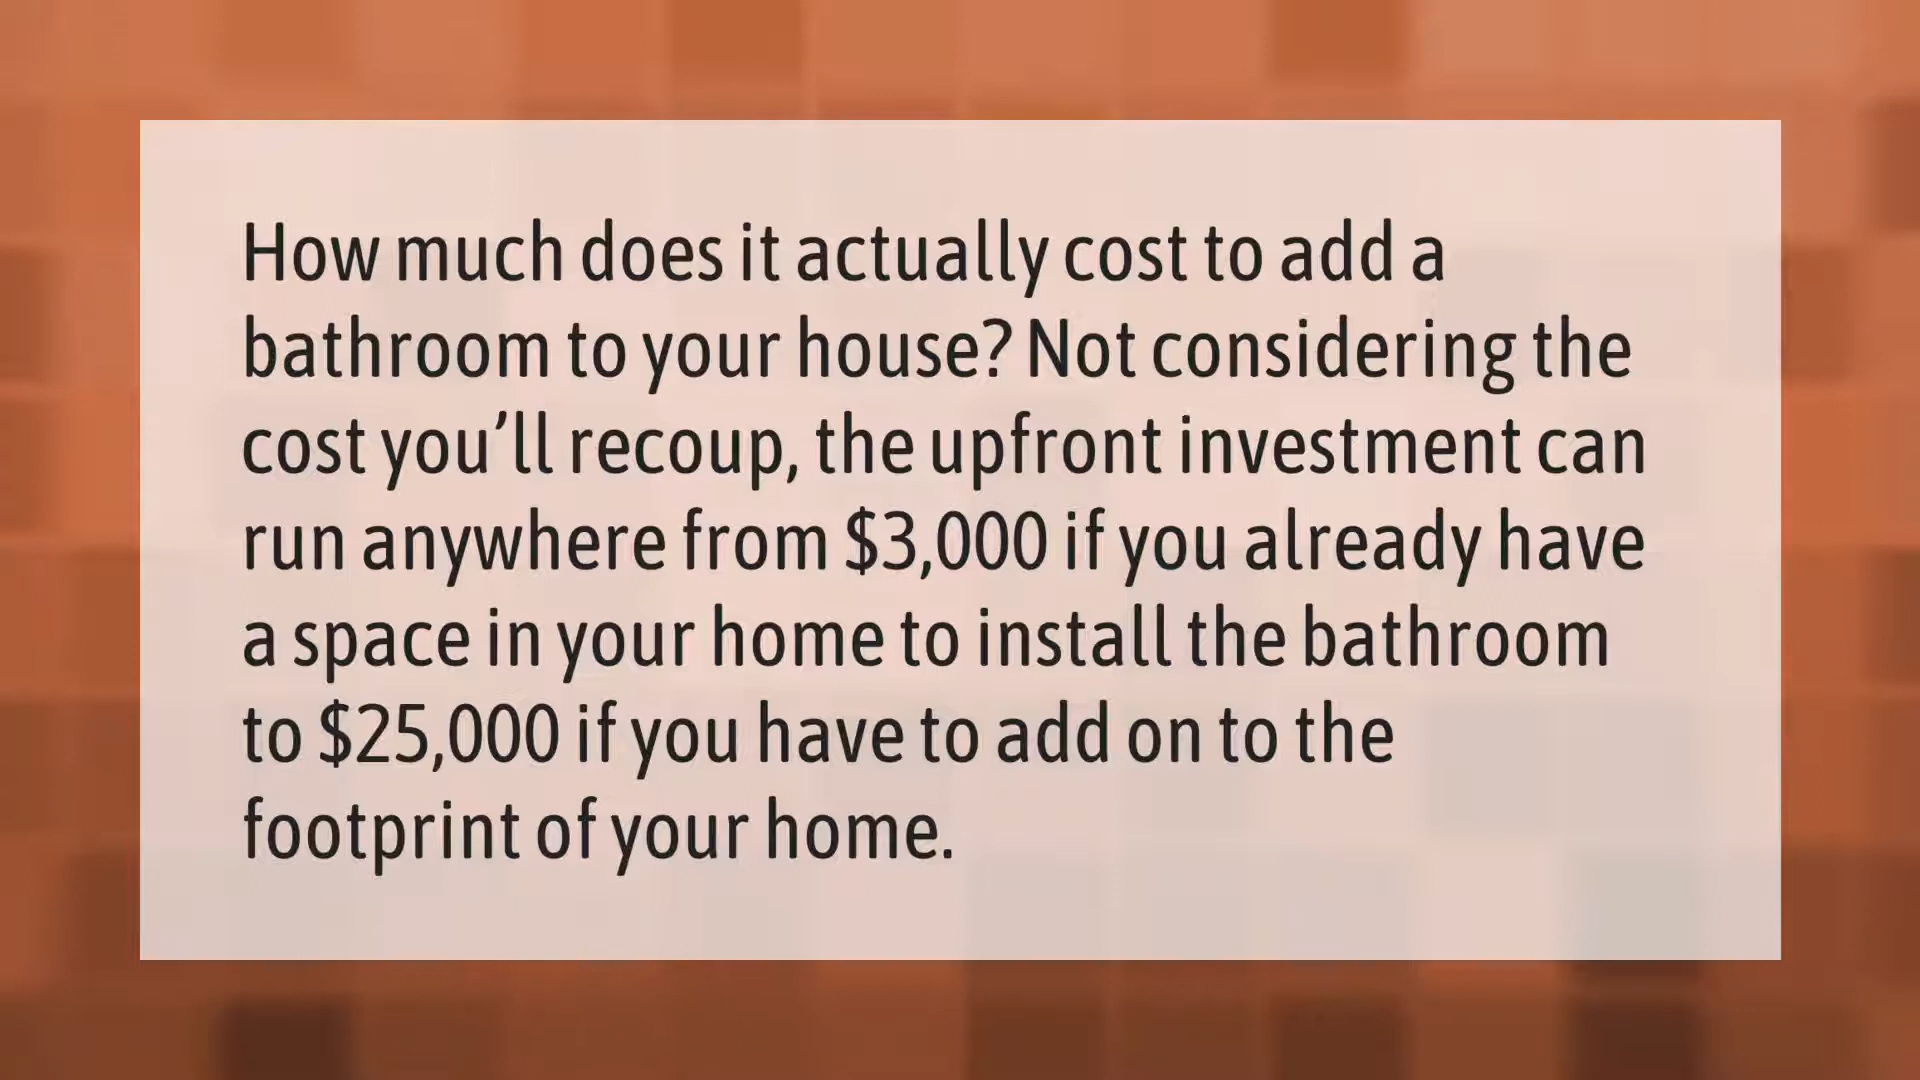 How much does it actually cost to add a
bathroom to your house? Not considering the
cost you’ll recoup, the upfront investment can
run anywhere from $3,000 if you already have
a space in your home to install the bathroom
to $25,000 if you have to add on to the
footprint of your home.